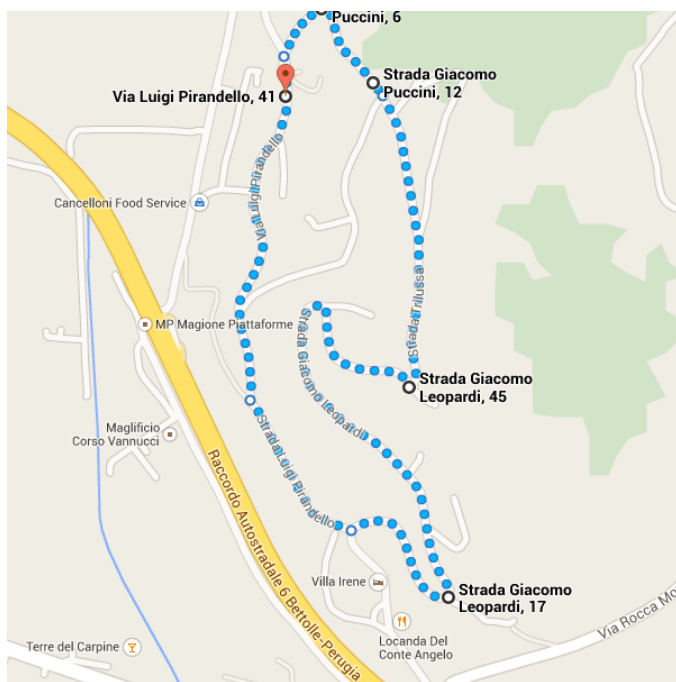 Puccini, 6
Strada Giacomo
Puccini, 12
Via Luigi Pirandello, 41
Via Luigi Pirandello
Cancelloni Food Service
Strada Trilussa
MP Magione Piattaforme
Strada Giacomo Leopardi
Strada Giacomo
Leopardi, 45
Maglificio
Corso Vannucci
Strada Luigi Pirandello
Raccordo Autostradale 6 Bettolle-Perugia
Villa Irene
Strada Giacomo
Leopardi, 17
Via Rocca Mo
Locanda Del
Conte Angelo
Terre del Carpine